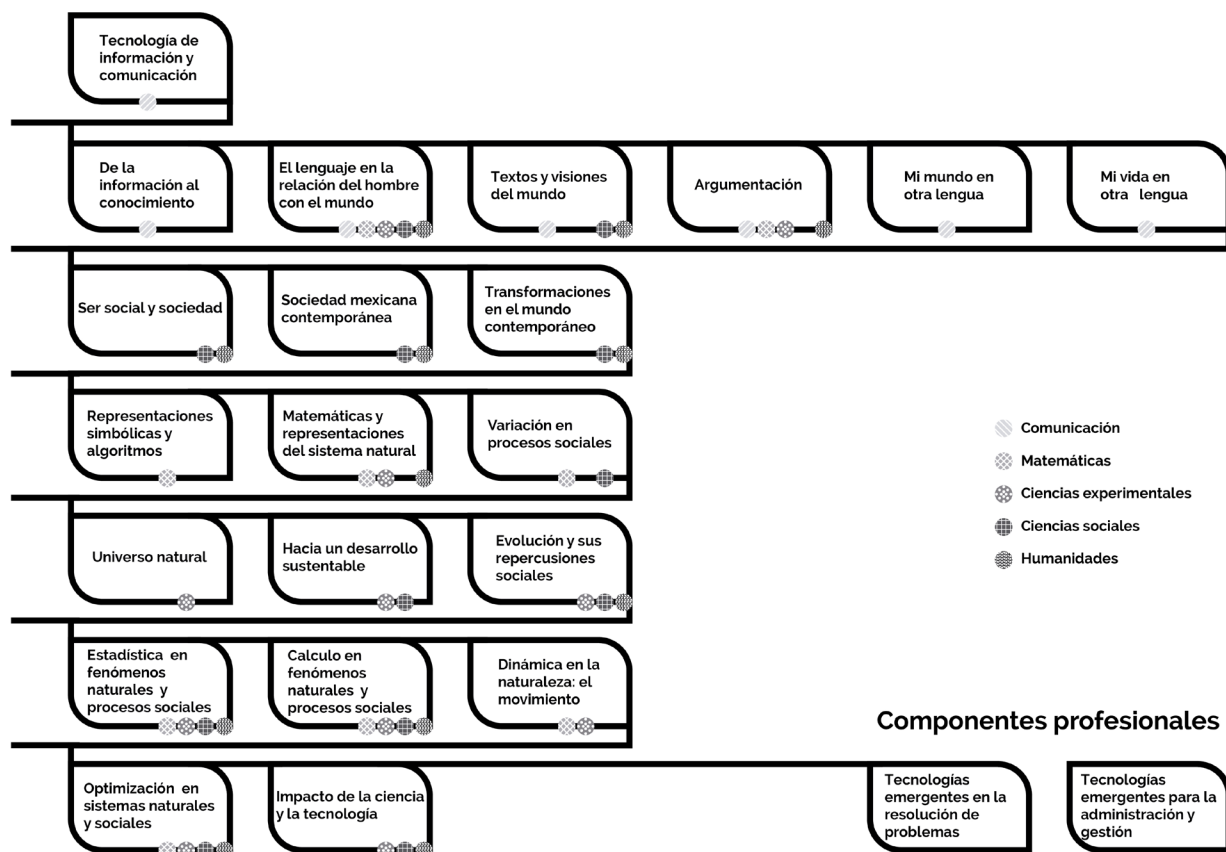 Tecnología de
información y
comunicación
De la
información al
conocimiento
El lenguaje en la
relación del hombre
con el mundo
Textos y visiones
del mundo
Argumentación
Mi mundo en
otra lengua
Mi vida en
otra lengua
Ser social y sociedad
Sociedad mexicana
contemporánea
Transformaciones
en el mundo
contemporáneo
Representaciones
simbólicas y
algoritmos
Matemáticas y
representaciones
del sistema natural
Variación en
procesos sociales
Comunicación
Matemáticas
Ciencias experimentales
Ciencias sociales
Humanidades
Universo natural
Hacia un desarrollo
sustentable
Evolución y sus
repercusiones
sociales
Estadística en
fenómenos
naturales y
procesos sociales
Calculo en
fenómenos
naturales y
procesos sociales
Dinámica en la
naturaleza: el
movimiento
Componentes profesionales
Optimización en
sistemas naturales
y sociales
Impacto de la ciencia
y la tecnología
Tecnologías
emergentes en la
resolución de
problemas
Tecnologías
emergentes para la
administración y
gestión